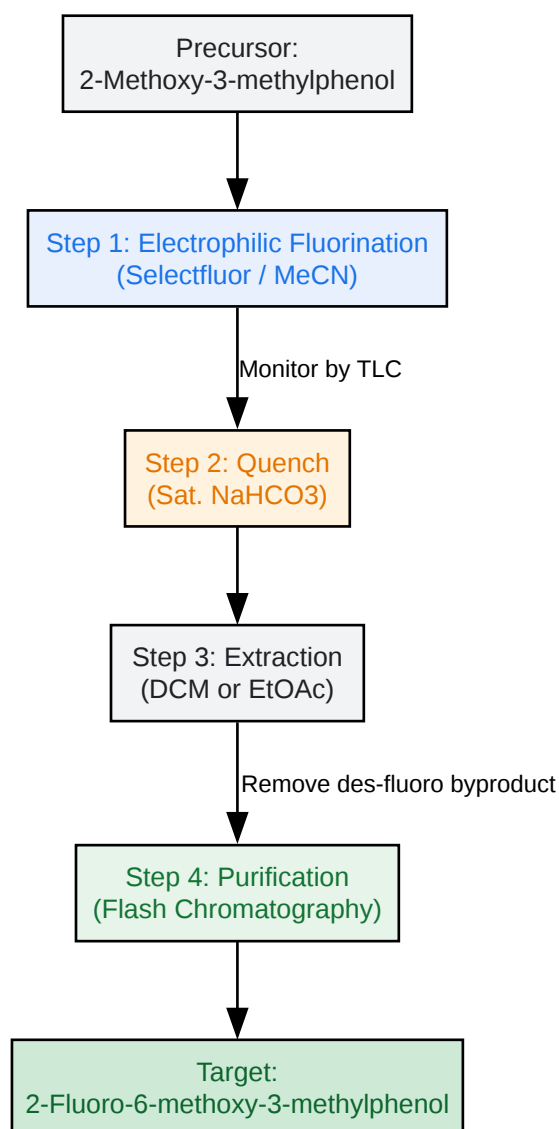 Precursor:
2-Methoxy-3-methylphenol
Step 1: Electrophilic Fluorination
(Selectfluor / MeCN)
Monitor by TLC
Step 2: Quench
(Sat. NaHCO3)
Step 3: Extraction
(DCM or EtOAc)
Remove des-fluoro byproduct
Step 4: Purification
(Flash Chromatography)
Target:
2-Fluoro-6-methoxy-3-methylphenol